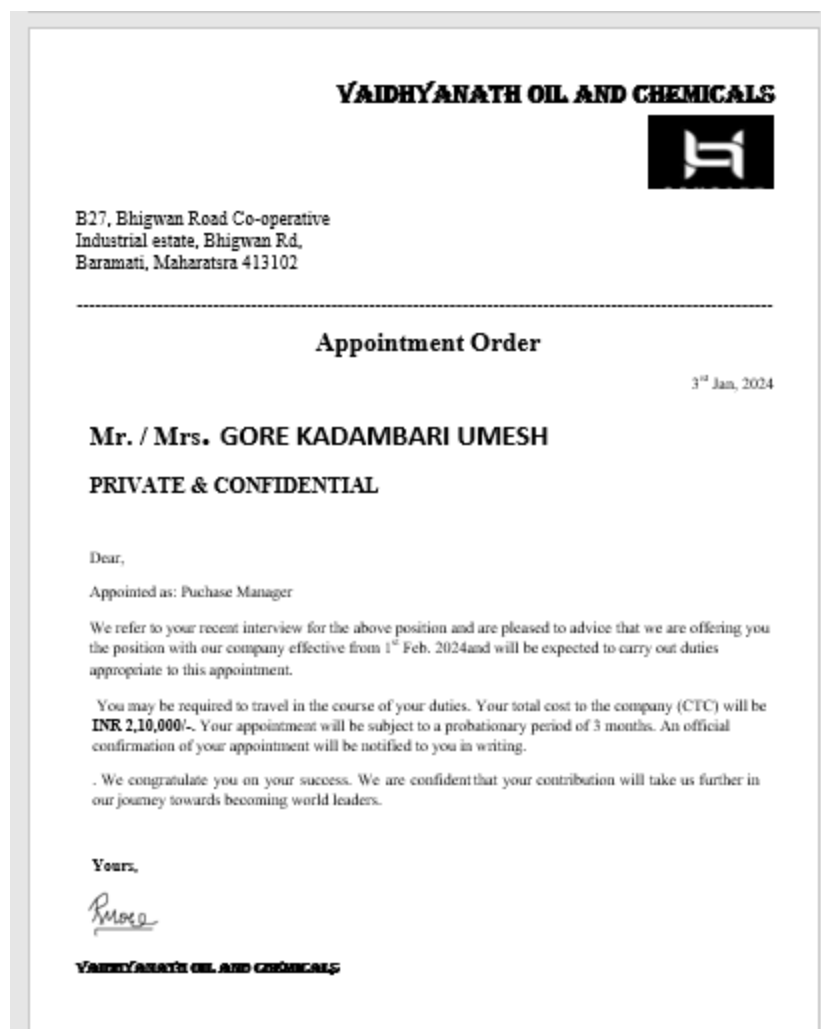 VAIDHYANATH OIL AND CHEMICALS
B27, Bhigwan Road Co-operative
Industrial estate, Bhigwan Rd,
Baramati, Maharatsra 413102
Appointment Order
3rd Jan, 2024
Mr. / Mrs. GORE KADAMBARI UMESH
PRIVATE & CONFIDENTIAL
Dear,
Appointed as: Puchase Manager
We refer to your recent interview for the above position and are pleased to advice that we are offering you
the position with our company effective from 1st Feb. 2024and will be expected to carry out duties
appropriate to this appointment.
You may be required to travel in the course of your duties. Your total cost to the company (CTC) will be
INR 2,10,000/-. Your appointment will be subject to a probationary period of 3 months. An official
confirmation of your appointment will be notified to you in writing.
. We congratulate you on your success. We are confident that your contribution will take us further in
our journey towards becoming world leaders.
Yours,
VAIDHYANATH OIL AND CHEMICALS